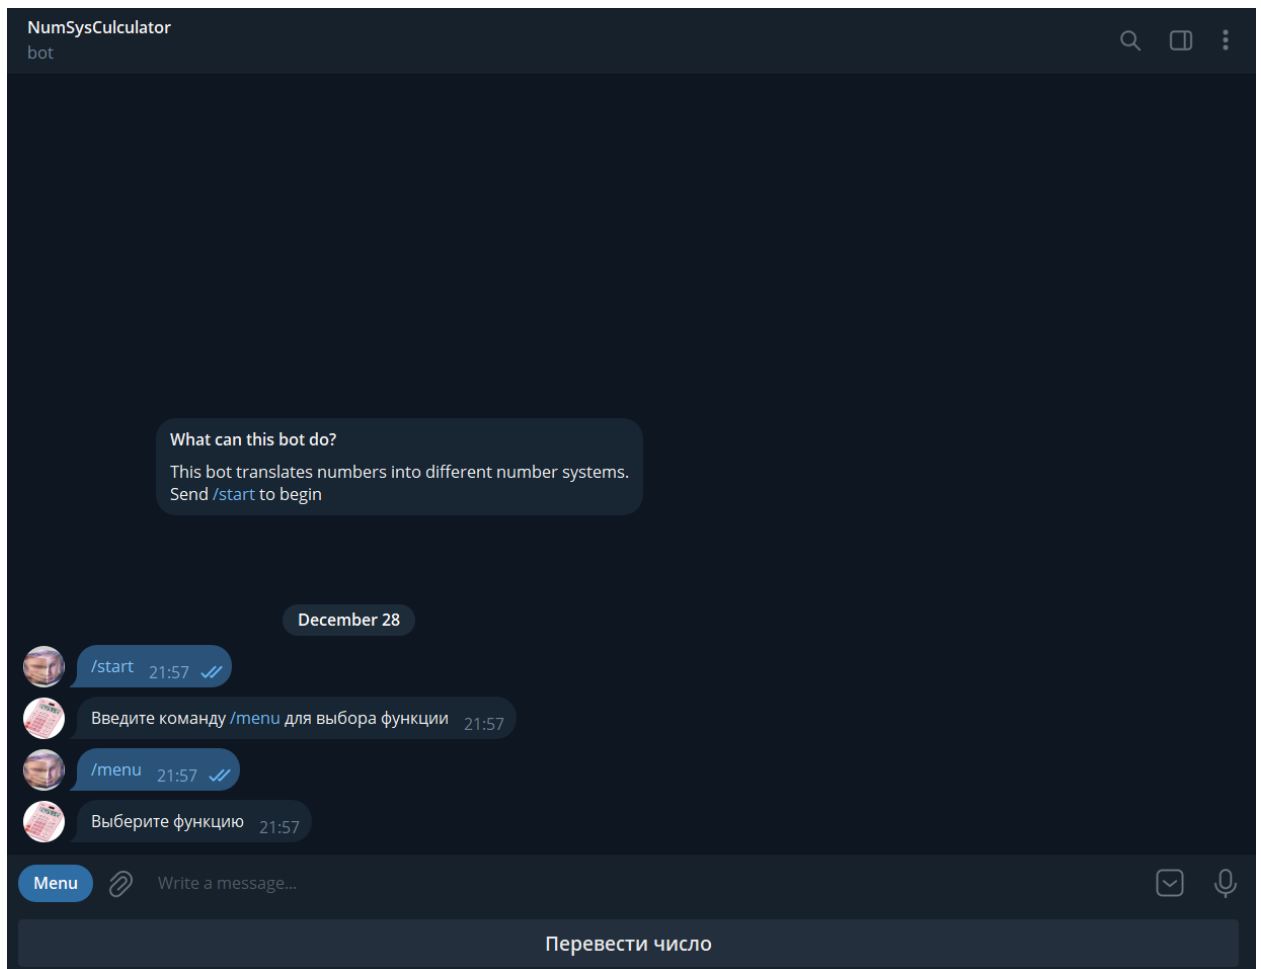 NumSysCulculator
bot
What can this bot do?
This bot translates numbers into different number systems.
Send /start to begin
December 28
/start 21:57
Введите команду /menu для выбора функции 21:57
/menu 21:57
Выберите функцию 21:57
Menu Write a message...
Перевести число